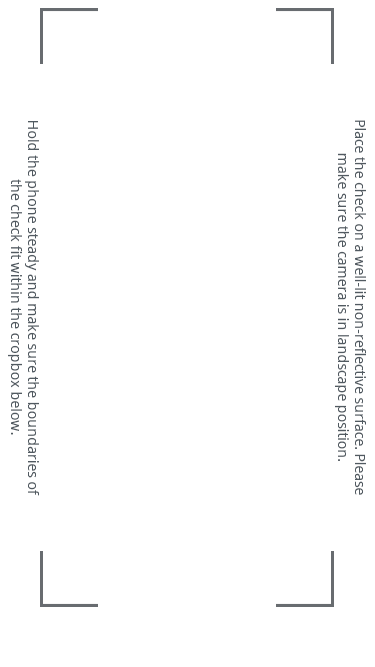 Place the check on a well-lit non-reflective surface. Please
make sure the camera is in landscape position.
Hold the phone steady and make sure the boundaries of
the check fit within the cropbox below.